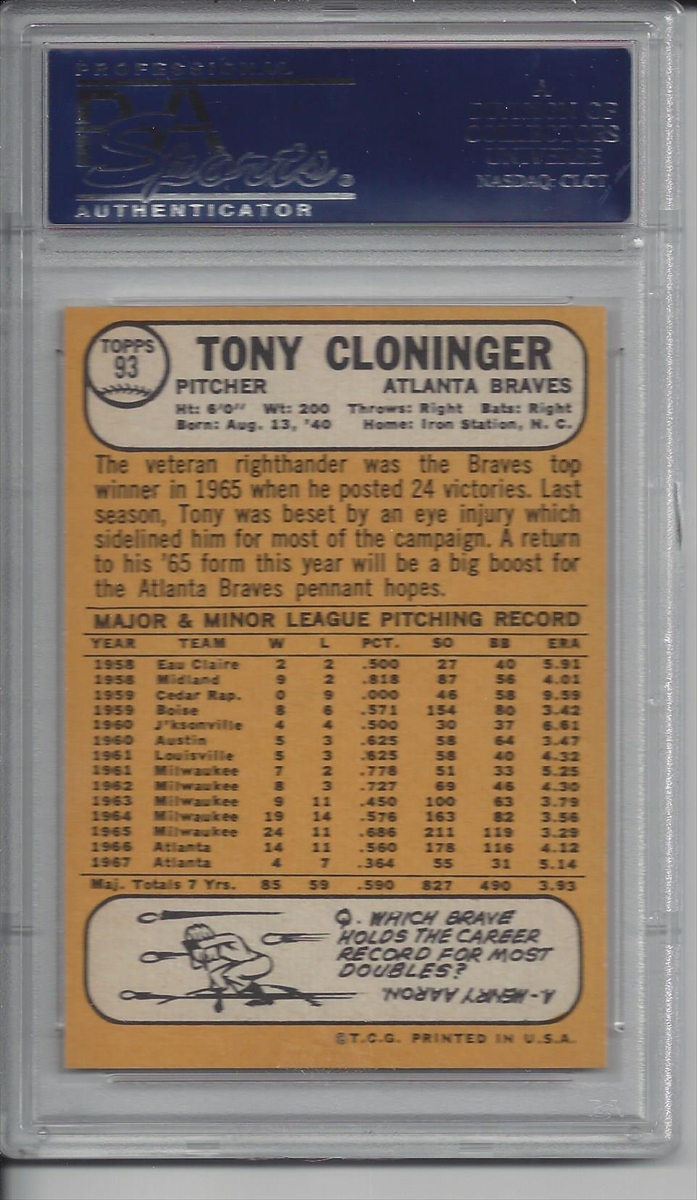 PROFESSIONAL
PSA
Sports
AUTHENTICATOR
A
DIVISION OF
COLLECTORS
UNIVERSE
NASDAQ-CLCT
TOPPS
93
TONY CLONINGER
PITCHER ATLANTA BRAVES
Ht: 6'0" Wt: 200 Throws: Right Bats: Right
Born: Aug. 13, '40 Home: Iron Station, N. C.
The veteran righthander was the Braves top
winner in 1965 when he posted 24 victories. Last
season, Tony was beset by an eye injury which
sidelined him for most of the campaign. A return
to his '65 form this year will be a big boost for
the Atlanta Braves pennant hopes.
MAJOR & MINOR LEAGUE PITCHING RECORD
YEAR TEAM W L PCT. SO BB ERA
1958 Eau Claire 2 2 .500 27 40 5.91
1958 Midland 9 2 .818 87 56 4.01
1959 Cedar Rap. 0 9 .000 46 58 9.59
1959 Boise 8 6 .571 154 80 3.42
1960 J'ksonville 4 4 .500 30 37 6.61
1960 Austin 5 3 .625 58 64 3.47
1961 Louisville 5 3 .625 58 40 4.32
1961 Milwaukee 7 2 .778 51 33 5.25
1962 Milwaukee 8 3 .727 69 46 4.30
1963 Milwaukee 9 11 .450 100 63 3.79
1964 Milwaukee 19 14 .576 163 82 3.56
1965 Milwaukee 24 11 .686 211 119 3.29
1966 Atlanta 14 11 .560 178 116 4.12
1967 Atlanta 4 7 .364 55 31 5.14
Maj. Totals 7 Yrs. 85 59 .590 827 490 3.93
Q. WHICH BRAVE
HOLDS THE CAREER
RECORD FOR MOST
DOUBLES?
A- HENRY AARON.
©T.C.G. PRINTED IN U.S.A.